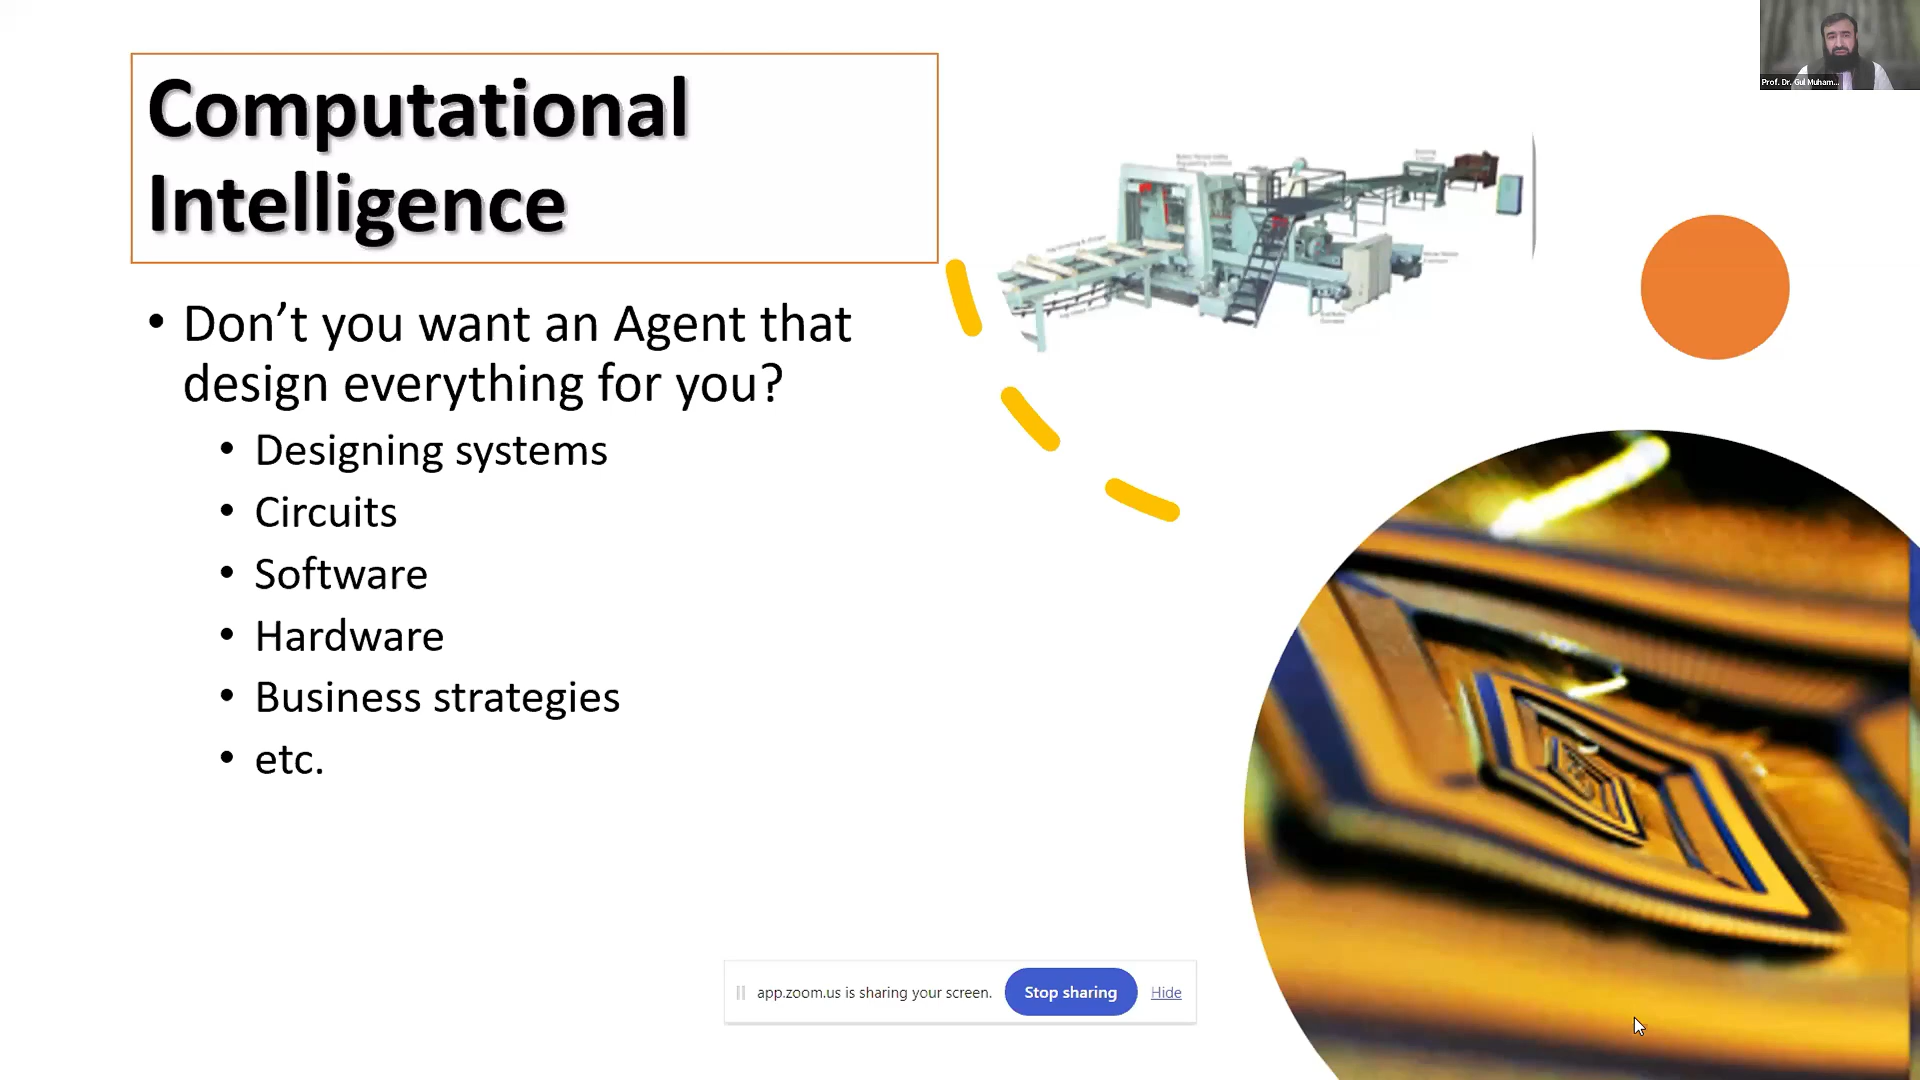 Prof. Dr. Gul Muham...
Computational
Intelligence
• Don’t you want an Agent that
design everything for you?
• Designing systems
• Circuits
• Software
• Hardware
• Business strategies
• etc.
app.zoom.us is sharing your screen.
Stop sharing
Hide